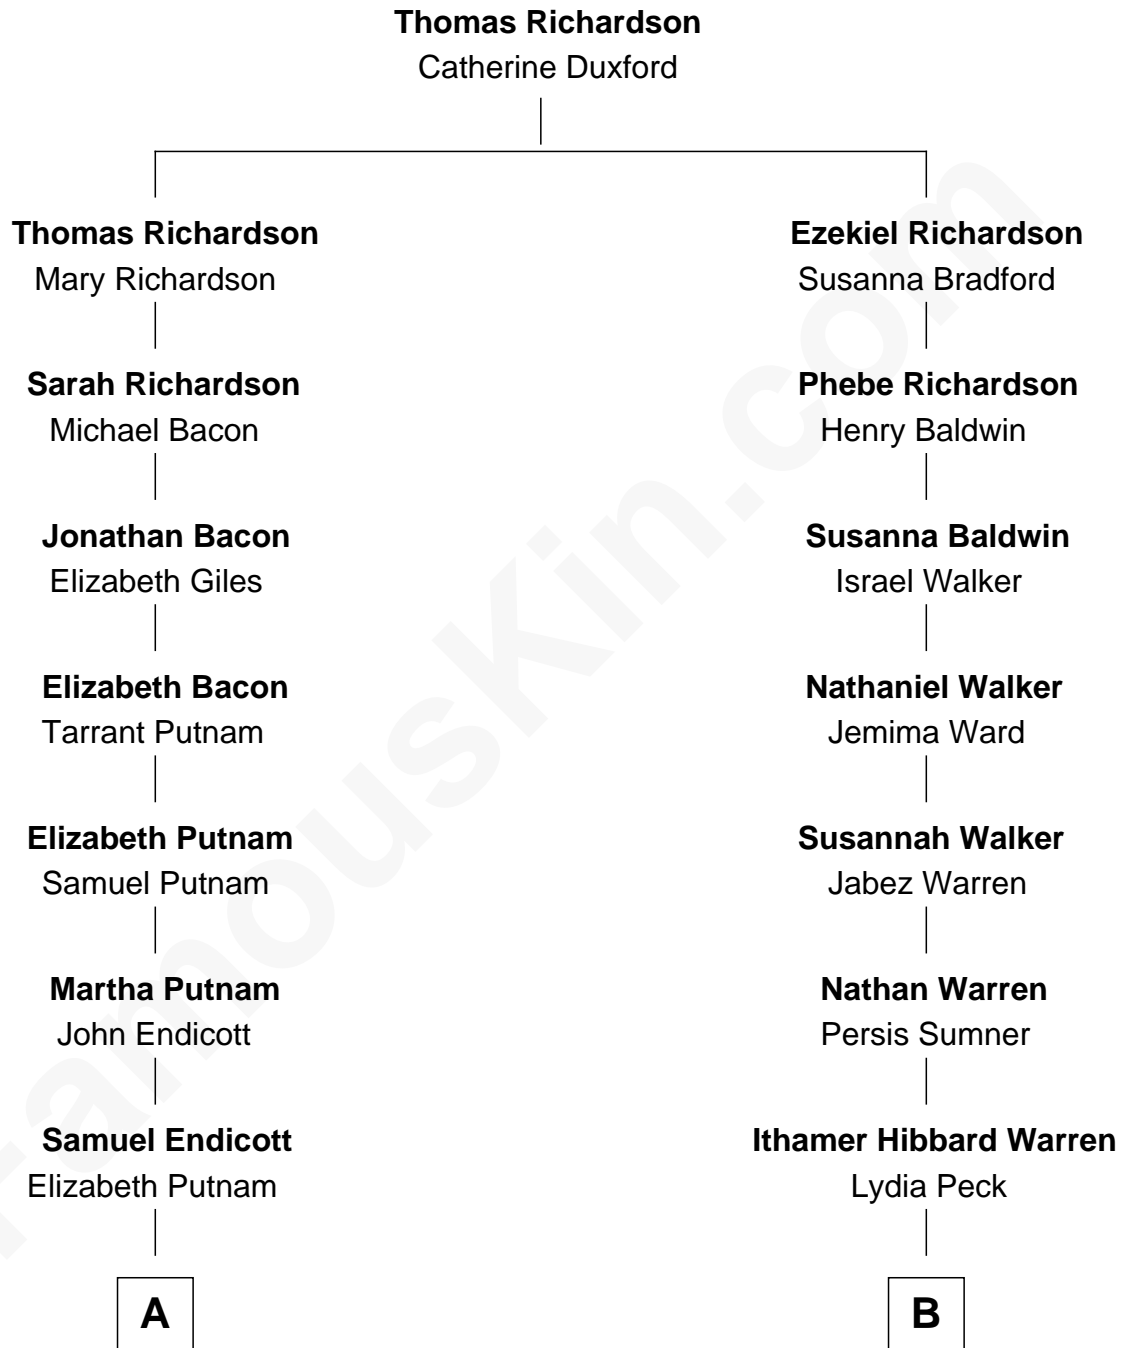 Thomas Richardson
Catherine Duxford
Thomas Richardson
Mary Richardson
Ezekiel Richardson
Susanna Bradford
Sarah Richardson
Michael Bacon
Phebe Richardson
Henry Baldwin
Jonathan Bacon
Elizabeth Giles
Susanna Baldwin
Israel Walker
Elizabeth Bacon
Tarrant Putnam
Nathaniel Walker
Jemima Ward
Elizabeth Putnam
Samuel Putnam
Susannah Walker
Jabez Warren
Martha Putnam
John Endicott
Nathan Warren
Persis Sumner
Samuel Endicott
Elizabeth Putnam
Ithamer Hibbard Warren
Lydia Peck
A
B
FamousKin.com